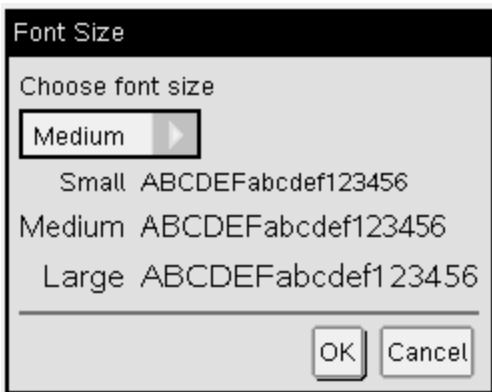 Font Size
Choose font size
Medium
Small ABCDEFabcdef123456
Medium ABCDEFabcdef123456
Large ABCDEFabcdef123456
OK Cancel